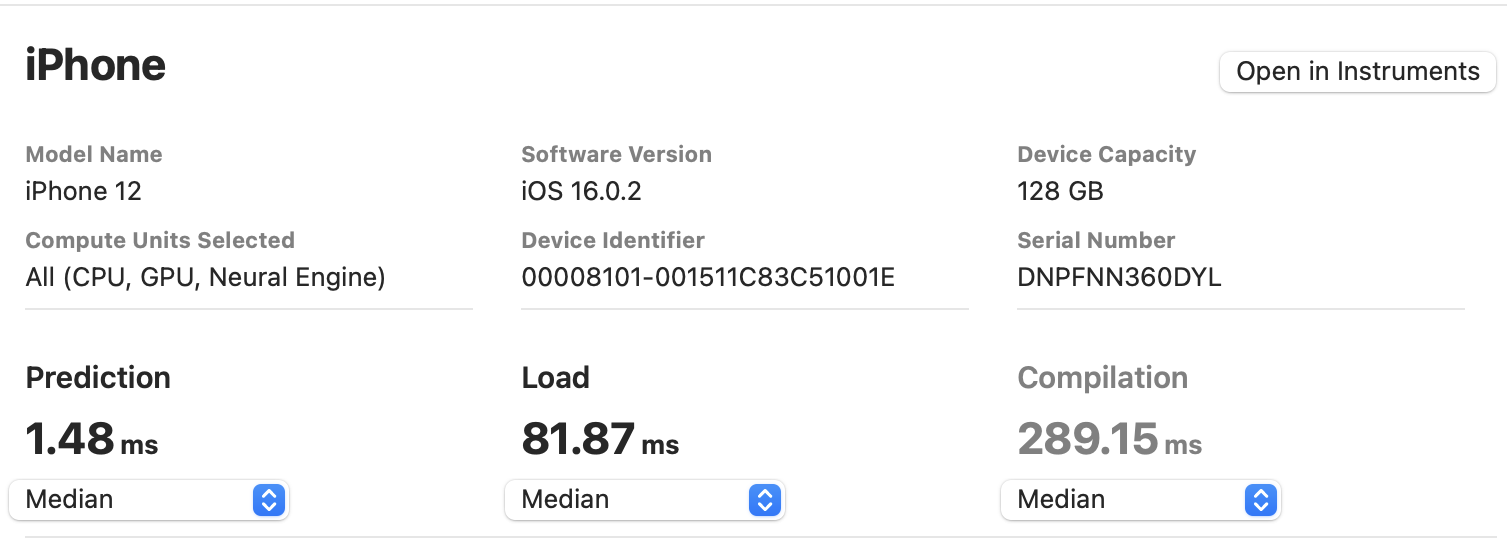 iPhone
Open in Instruments
Model Name
Software Version
Device Capacity
iPhone 12
iOS 16.0.2
128 GB
Compute Units Selected
Device Identifier
Serial Number
All (CPU, GPU, Neural Engine)
00008101-001511C83C51001E
DNPFNN360DYL
Prediction
Load
Compilation
1.48 ms
81.87 ms
289.15 ms
Median
Median
Median